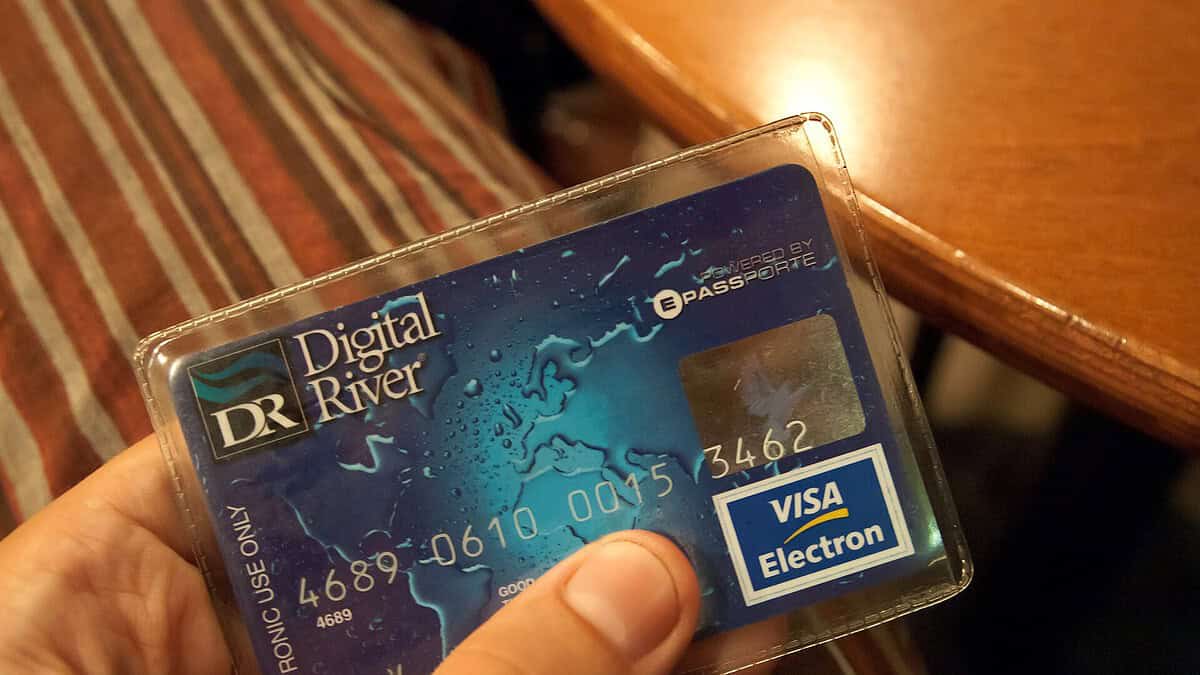 DR
Digital
River®
POWERED BY
EPASSPORTE
4689 0610 0015 3462
4689
GOOD
VISA
Electron
RONIC USE ONLY